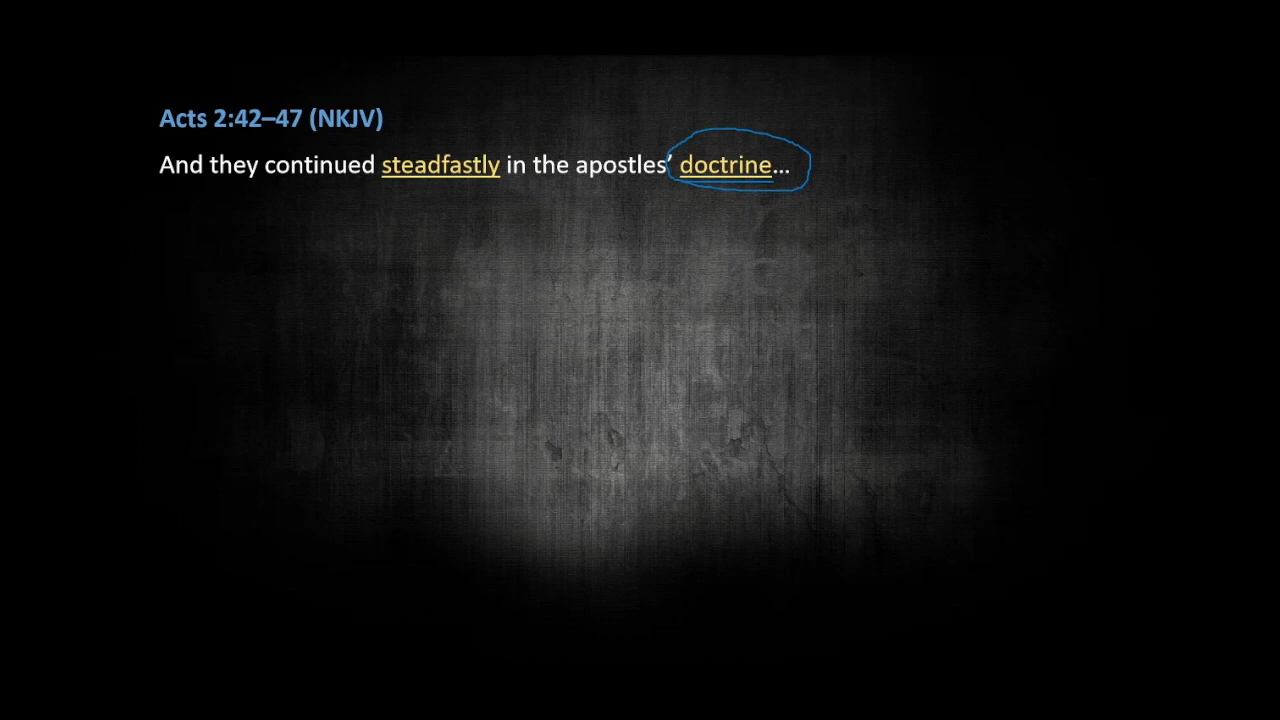 Acts 2:42–47 (NKJV)
And they continued steadfastly in the apostles’ doctrine...